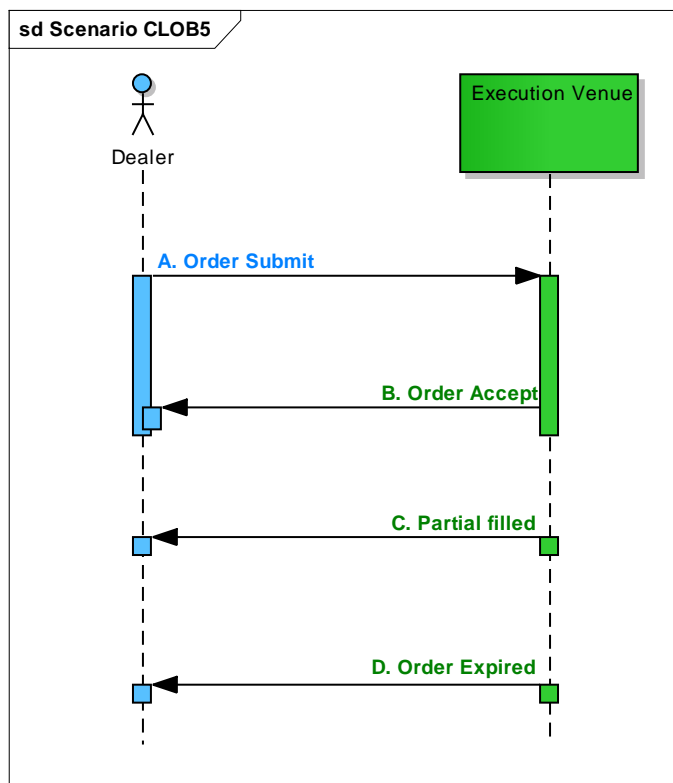 sd Scenario CLOB5
Execution Venue
Dealer
A. Order Submit
B. Order Accept
C. Partial filled
D. Order Expired